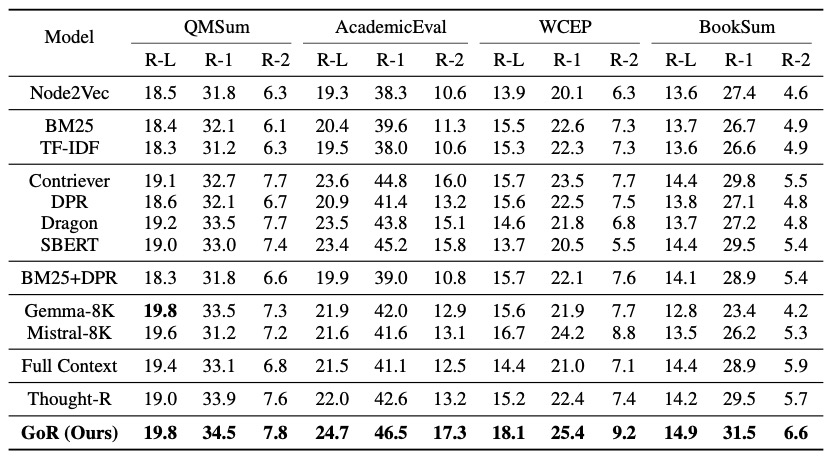 Model QMSum AcademicEval WCEP BookSum
R-L R-1 R-2 R-L R-1 R-2 R-L R-1 R-2 R-L R-1 R-2
Node2Vec 18.5 31.8 6.3 19.3 38.3 10.6 13.9 20.1 6.3 13.6 27.4 4.6
BM25 18.4 32.1 6.1 20.4 39.6 11.3 15.5 22.6 7.3 13.7 26.7 4.9
TF-IDF 18.3 31.2 6.3 19.5 38.0 10.6 15.3 22.3 7.3 13.6 26.6 4.9
Contriever 19.1 32.7 7.7 23.6 44.8 16.0 15.7 23.5 7.7 14.4 29.8 5.5
DPR 18.6 32.1 6.7 20.9 41.4 13.2 15.6 22.5 7.5 13.8 27.1 4.8
Dragon 19.2 33.5 7.7 23.5 43.8 15.1 14.6 21.8 6.8 13.7 27.2 4.8
SBERT 19.0 33.0 7.4 23.4 45.2 15.8 13.7 20.5 5.5 14.4 29.5 5.4
BM25+DPR 18.3 31.8 6.6 19.9 39.0 10.8 15.7 22.1 7.6 14.1 28.9 5.4
Gemma-8K 19.8 33.5 7.3 21.9 42.0 12.9 15.6 21.9 7.7 12.8 23.4 4.2
Mistral-8K 19.6 31.2 7.2 21.6 41.6 13.1 16.7 24.2 8.8 13.5 26.2 5.3
Full Context 19.4 33.1 6.8 21.5 41.1 12.5 14.4 21.0 7.1 14.4 28.9 5.9
Thought-R 19.0 33.9 7.6 22.0 42.6 13.2 15.2 22.4 7.4 14.2 29.5 5.7
GoR (Ours) 19.8 34.5 7.8 24.7 46.5 17.3 18.1 25.4 9.2 14.9 31.5 6.6